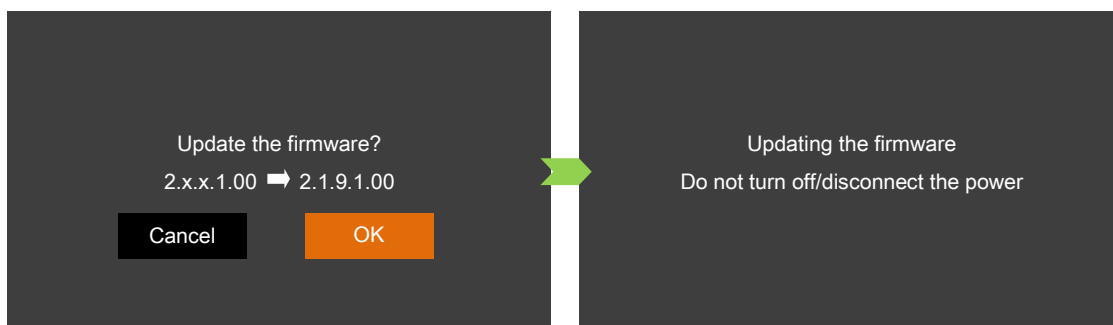 Update the firmware?
2.x.x.1.00 ➡ 2.1.9.1.00
Cancel OK
Updating the firmware
Do not turn off/disconnect the power